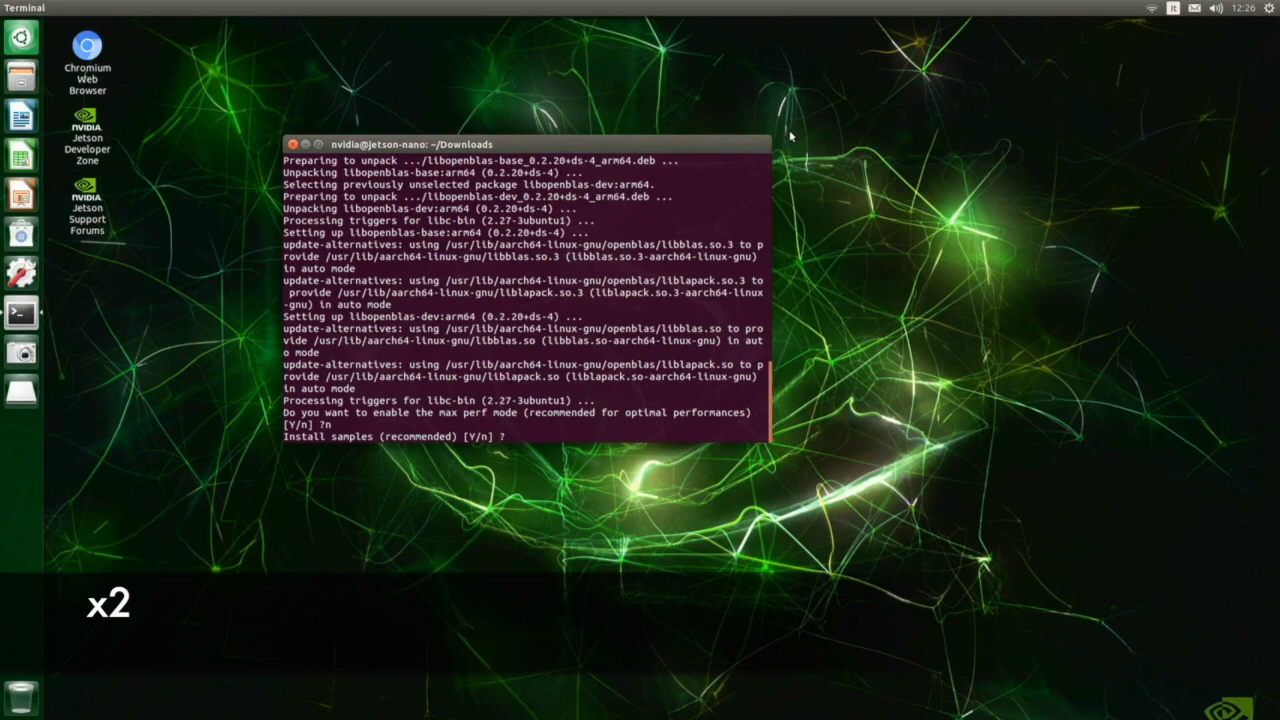 Terminal
It
12:26
Chromium
Web
Browser
NVIDIA.
Jetson
Developer
Zone
NVIDIA.
Jetson
Support
Forums
nvidia@jetson-nano: ~/Downloads
Preparing to unpack .../libopenblas-base_0.2.20+ds-4_arm64.deb ...
Unpacking libopenblas-base:arm64 (0.2.20+ds-4) ...
Selecting previously unselected package libopenblas-dev:arm64.
Preparing to unpack .../libopenblas-dev_0.2.20+ds-4_arm64.deb ...
Unpacking libopenblas-dev:arm64 (0.2.20+ds-4) ...
Processing triggers for libc-bin (2.27-3ubuntu1) ...
Setting up libopenblas-base:arm64 (0.2.20+ds-4) ...
update-alternatives: using /usr/lib/aarch64-linux-gnu/openblas/libblas.so.3 to p
rovide /usr/lib/aarch64-linux-gnu/libblas.so.3 (libblas.so.3-aarch64-linux-gnu)
in auto mode
update-alternatives: using /usr/lib/aarch64-linux-gnu/openblas/liblapack.so.3 to
provide /usr/lib/aarch64-linux-gnu/liblapack.so.3 (liblapack.so.3-aarch64-linux
-gnu) in auto mode
Setting up libopenblas-dev:arm64 (0.2.20+ds-4) ...
update-alternatives: using /usr/lib/aarch64-linux-gnu/openblas/libblas.so to pro
vide /usr/lib/aarch64-linux-gnu/libblas.so (libblas.so-aarch64-linux-gnu) in aut
o mode
update-alternatives: using /usr/lib/aarch64-linux-gnu/openblas/liblapack.so to p
rovide /usr/lib/aarch64-linux-gnu/liblapack.so (liblapack.so-aarch64-linux-gnu)
in auto mode
Processing triggers for libc-bin (2.27-3ubuntu1) ...
Do you want to enable the max perf mode (recommended for optimal performances)
[Y/n] ?n
Install samples (recommended) [Y/n] ?
x2